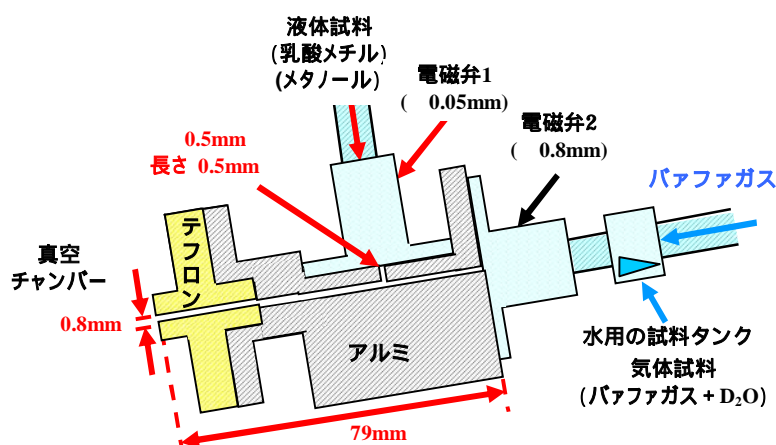 液体試料
(乳酸メチル)
(メタノール)
電磁弁1
( 0.05mm)
電磁弁2
( 0.8mm)
0.5mm
長さ 0.5mm
バァファガス
テフロン
真空
チャンバー
0.8mm
アルミ
水用の試料タンク
気体試料
(バァファガス + D₂O)
79mm